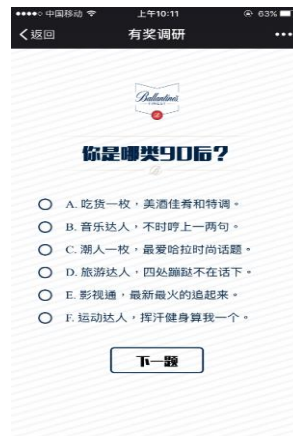 中国移动 上午10:11 63%
返回 有奖调研
Ballantine's
你是哪类90后?
A. 吃货一枚，美酒佳肴和特调。
B. 音乐达人，不时哼上一两句。
C. 潮人一枚，最爱哈拉时尚话题。
D. 旅游达人，四处蹦跶不在话下。
E. 影视通，最新最火的追起来。
F. 运动达人，挥汗健身算我一个。
下一题